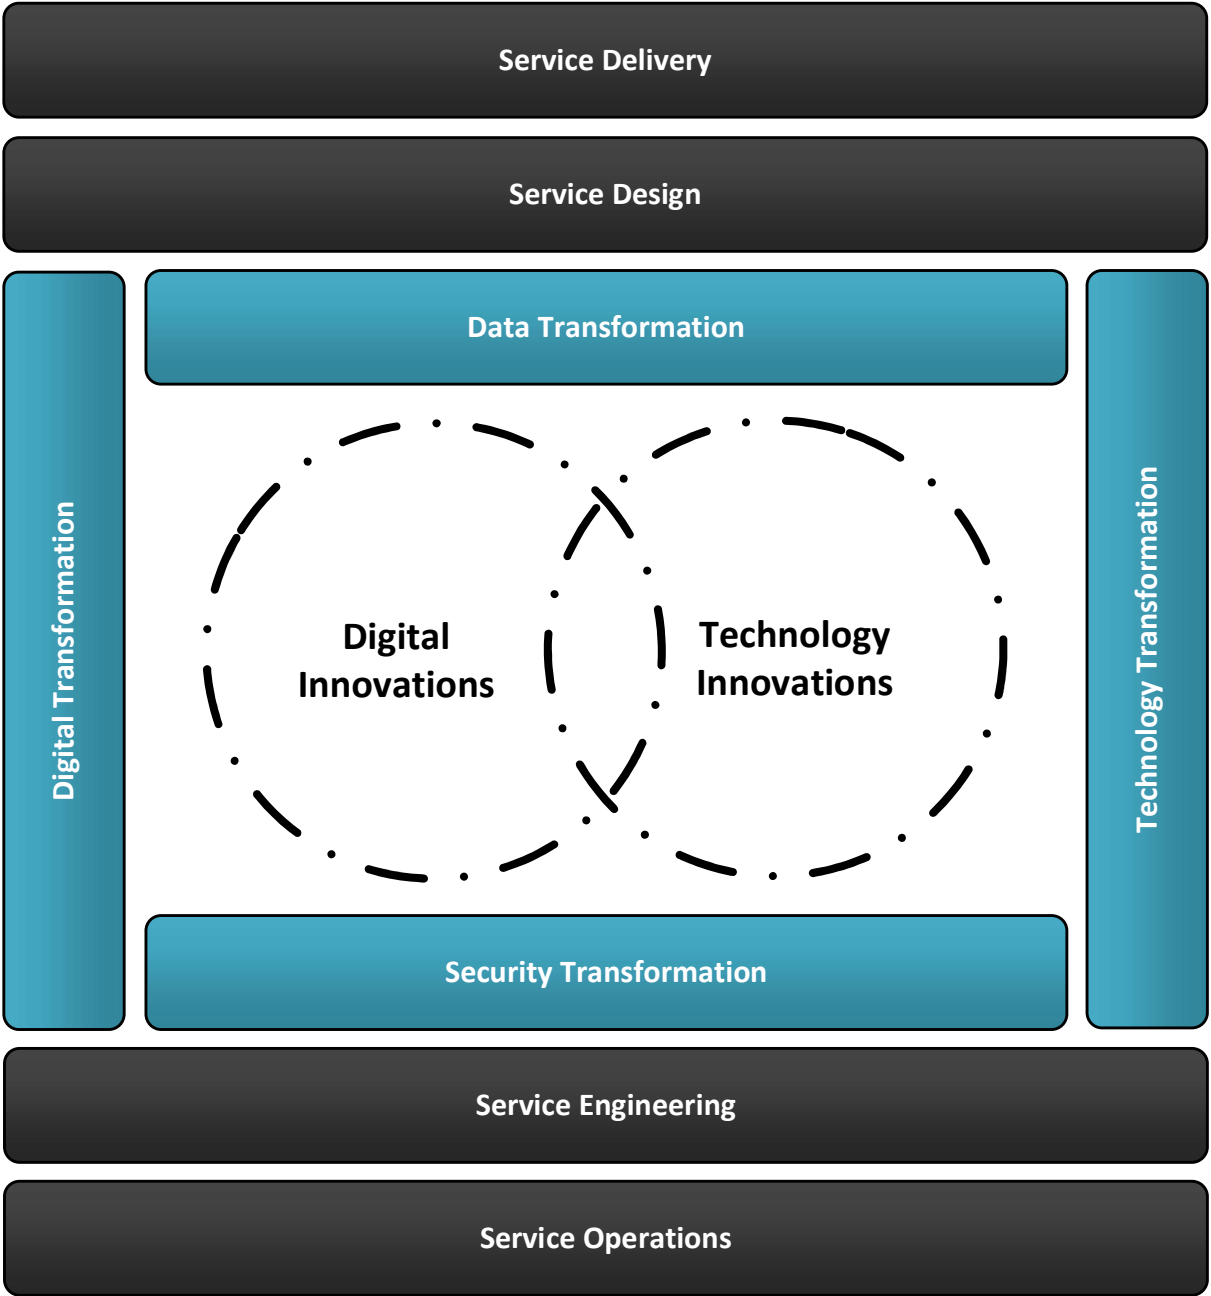 Service Delivery
Service Design
Data Transformation
Digital Transformation
Digital
Innovations
Technology
Innovations
Technology Transformation
Security Transformation
Service Engineering
Service Operations